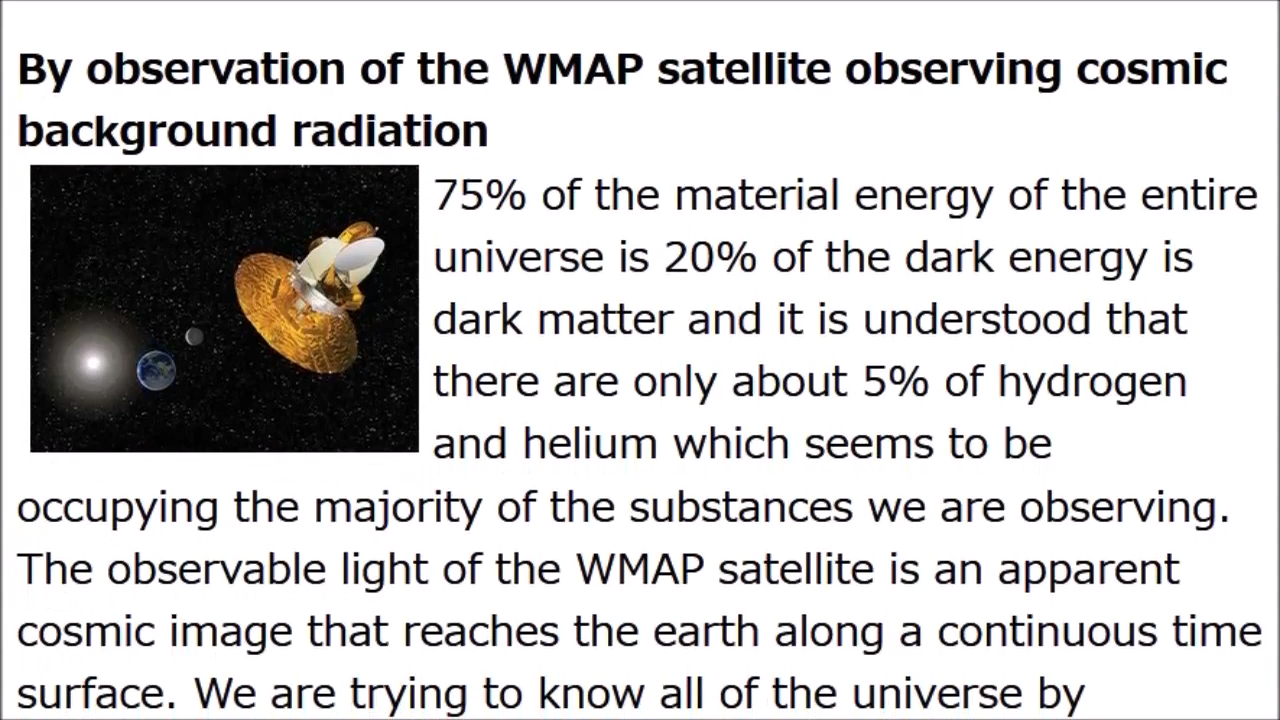 By observation of the WMAP satellite observing cosmic
background radiation
75% of the material energy of the entire
universe is 20% of the dark energy is
dark matter and it is understood that
there are only about 5% of hydrogen
and helium which seems to be
occupying the majority of the substances we are observing.
The observable light of the WMAP satellite is an apparent
cosmic image that reaches the earth along a continuous time
surface. We are trying to know all of the universe by